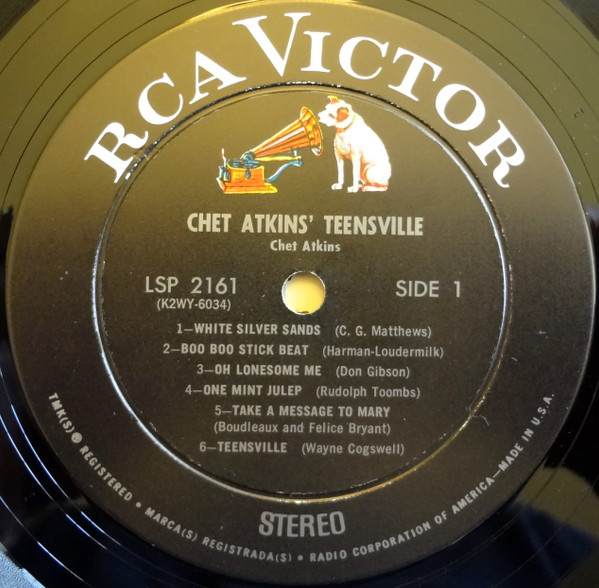 RCA VICTOR
CHET ATKINS' TEENSVILLE
Chet Atkins
LSP 2161
(K2WY-6034)
SIDE 1
1—WHITE SILVER SANDS (C. G. Matthews)
2—BOO BOO STICK BEAT (Harman-Loudermilk)
3—OH LONESOME ME (Don Gibson)
4—ONE MINT JULEP (Rudolph Toombs)
5—TAKE A MESSAGE TO MARY
(Boudleaux and Felice Bryant)
6—TEENSVILLE (Wayne Cogswell)
STEREO
TMK(S) ® REGISTERED • MARCA(S) REGISTRADA(S) • RADIO CORPORATION OF AMERICA—MADE IN U.S.A.